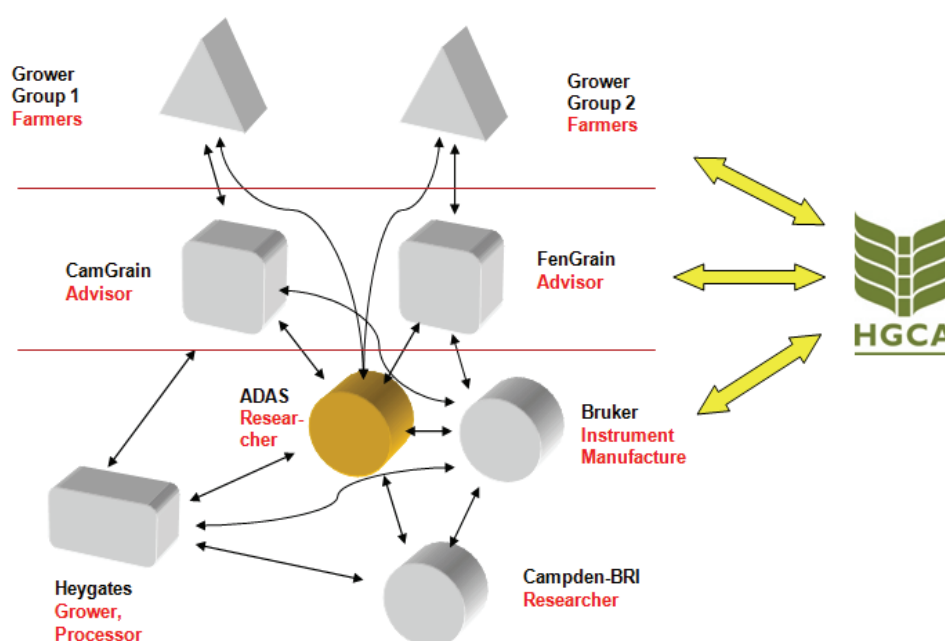 Grower
Group 1
Farmers
Grower
Group 2
Farmers
CamGrain
Advisor
FenGrain
Advisor
HGCA
ADAS
Resear-
cher
Bruker
Instrument
Manufacture
Heygates
Grower,
Processor
Campden-BRI
Researcher